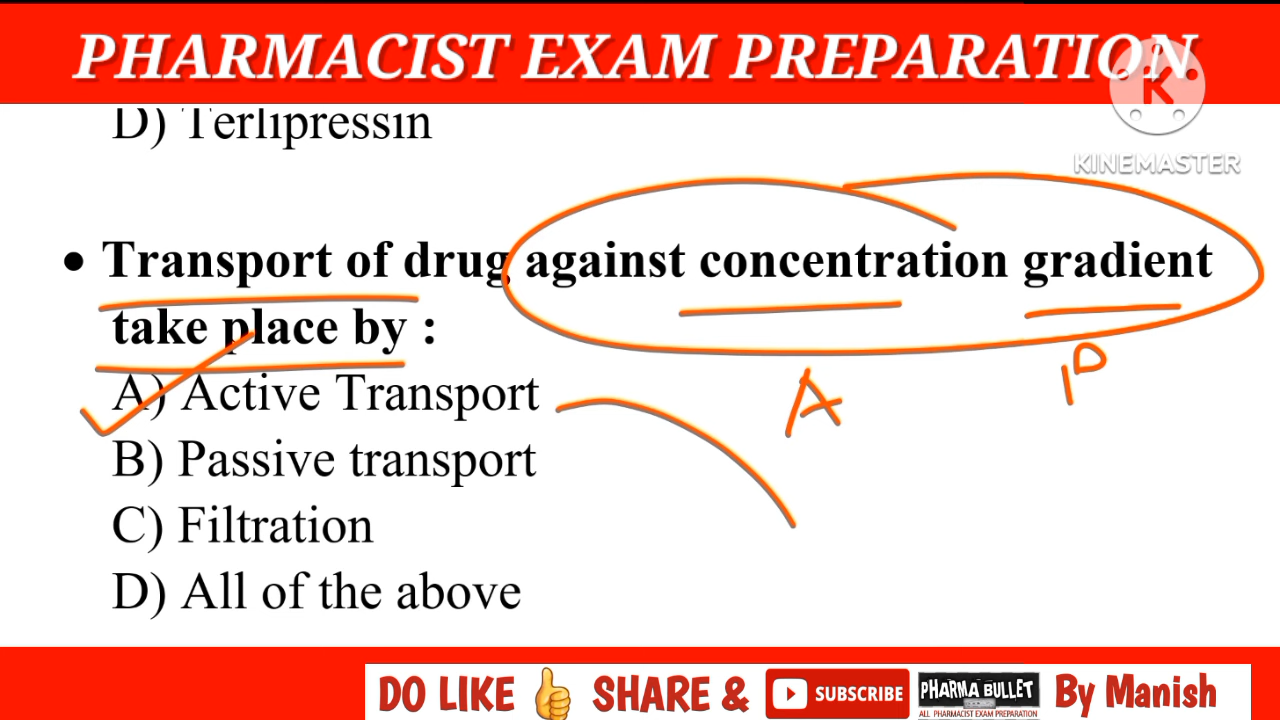 PHARMACIST EXAM PREPARATION
K
KINEMASTER
D) Terlipressin
• Transport of drug against concentration gradient
take place by :
A) Active Transport
A
P
B) Passive transport
C) Filtration
D) All of the above
DO LIKE 👍 SHARE & SUBSCRIBE PHARMA BULLET By Manish
ALL PHARMACIST EXAM PREPARATION